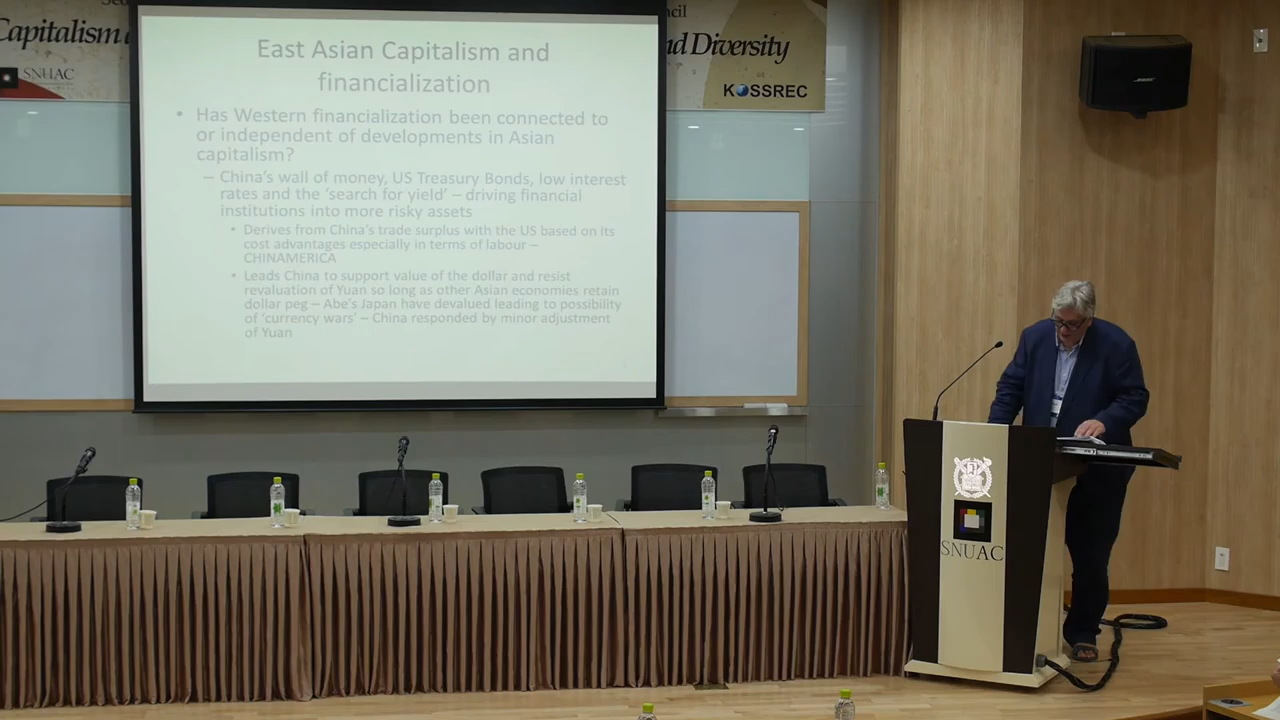 ncil
Capitalism
nd Diversity
SNUAC
KOSSREC
East Asian Capitalism and
financialization
• Has Western financialization been connected to
or independent of developments in Asian
capitalism?
– China's wall of money, US Treasury Bonds, low interest
rates and the 'search for yield' – driving financial
institutions into more risky assets
• Derives from China's trade surplus with the US based on its
cost advantages especially in terms of labour –
CHINAMERICA
• Leads China to support value of the dollar and resist
revaluation of Yuan so long as other Asian economies retain
dollar peg – Abe's Japan have devalued leading to possibility
of 'currency wars' – China responded by minor adjustment
of Yuan
BOSE
SNUAC